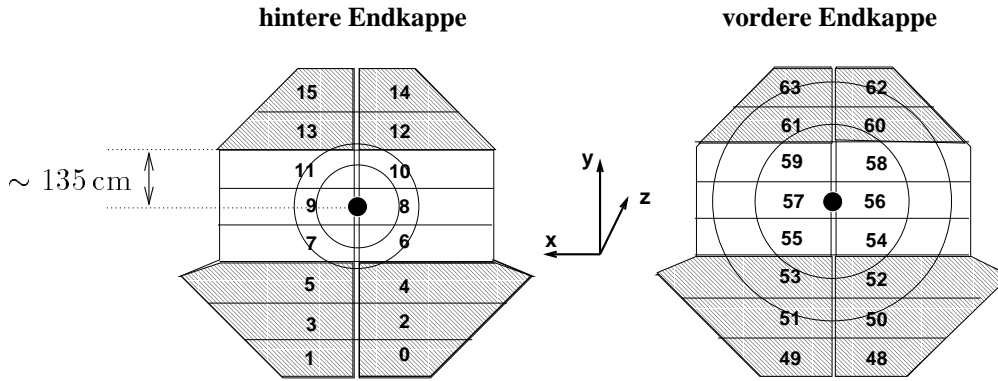 hintere Endkappe vordere Endkappe
15 14 63 62
13 12 61 60
11 10 59 58
~ 135 cm 9 8 y z 57 56
7 6 x 55 54
5 4 53 52
3 2 51 50
1 0 49 48